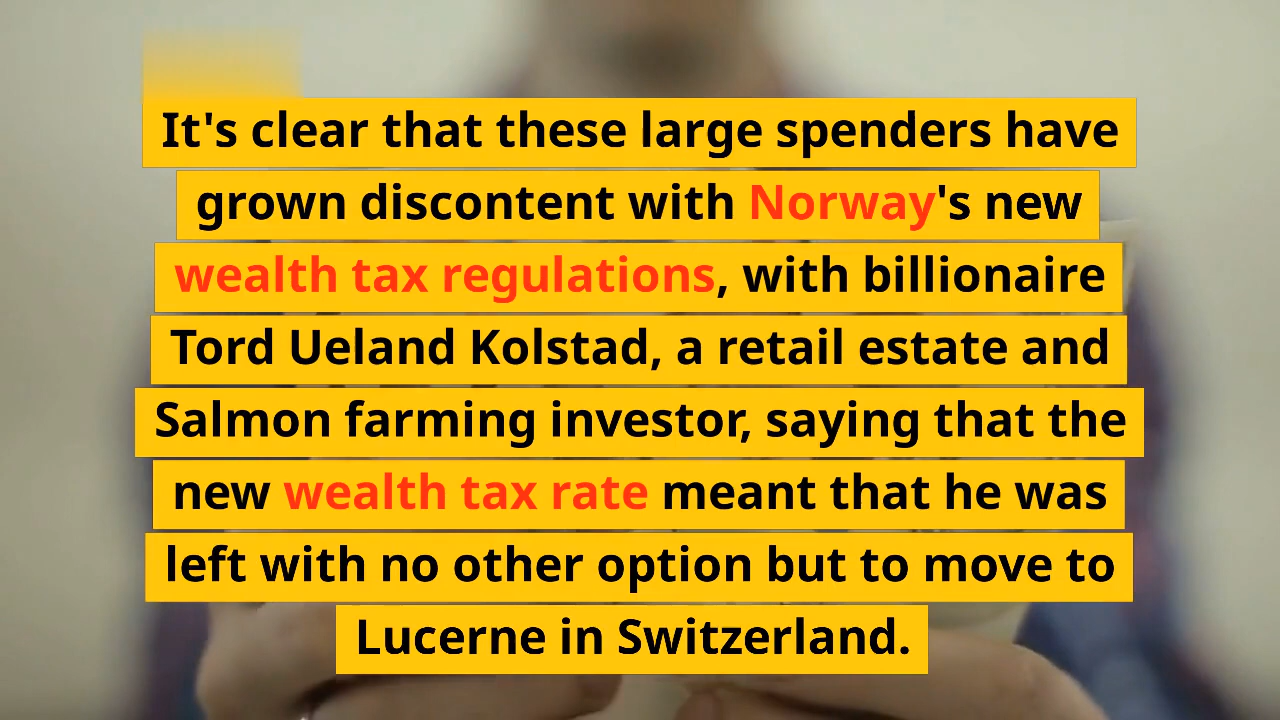 It's clear that these large spenders have
grown discontent with Norway's new
wealth tax regulations, with billionaire
Tord Ueland Kolstad, a retail estate and
Salmon farming investor, saying that the
new wealth tax rate meant that he was
left with no other option but to move to
Lucerne in Switzerland.